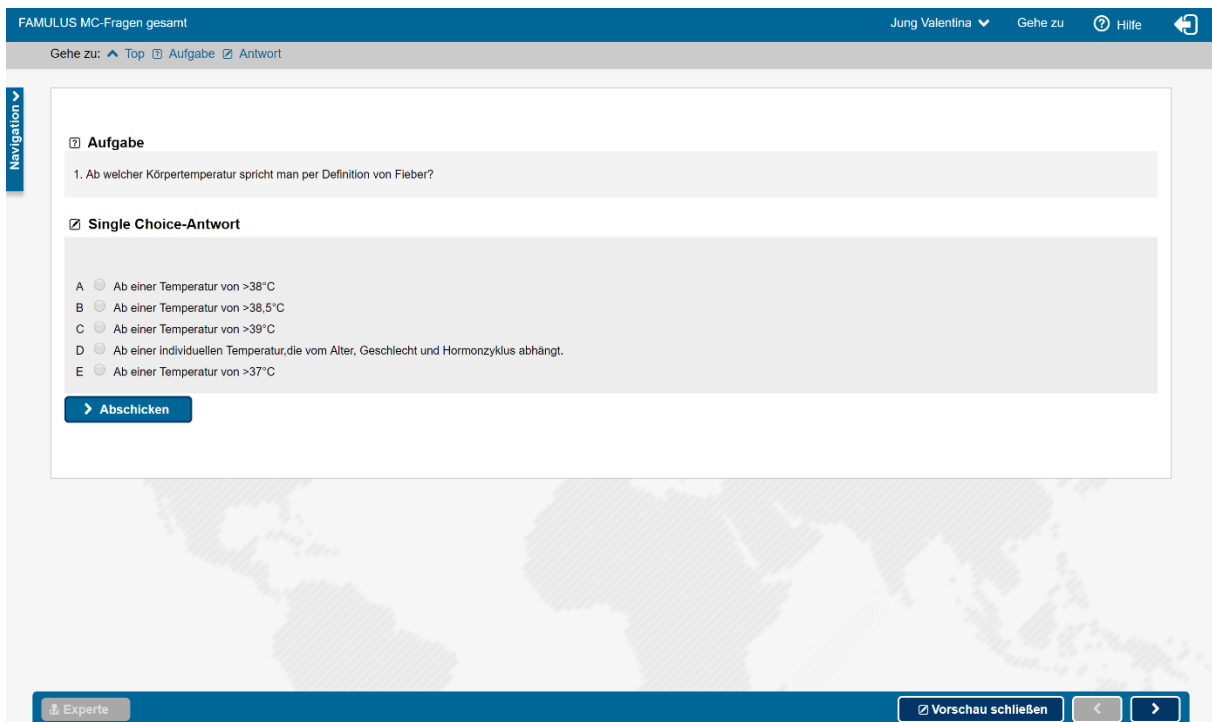 FAMULUS MC-Fragen gesamt
Jung Valentina
Gehe zu
Hilfe
Gehe zu: Top Aufgabe Antwort
Navigation
Aufgabe
1. Ab welcher Körpertemperatur spricht man per Definition von Fieber?
Single Choice-Antwort
A Ab einer Temperatur von >38°C
B Ab einer Temperatur von >38,5°C
C Ab einer Temperatur von >39°C
D Ab einer individuellen Temperatur,die vom Alter, Geschlecht und Hormonzyklus abhängt.
E Ab einer Temperatur von >37°C
Abschicken
Experte
Vorschau schließen